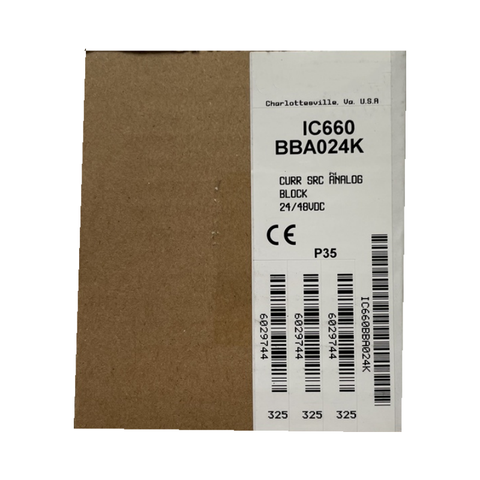 Charlottesville, Va. U.S.A
IC660
BBA024K
CURR SRC ANALOG
BLOCK
24/48VDC
CE
P35
6029744
325
6029744
325
6029744
325
IC660BBA024K